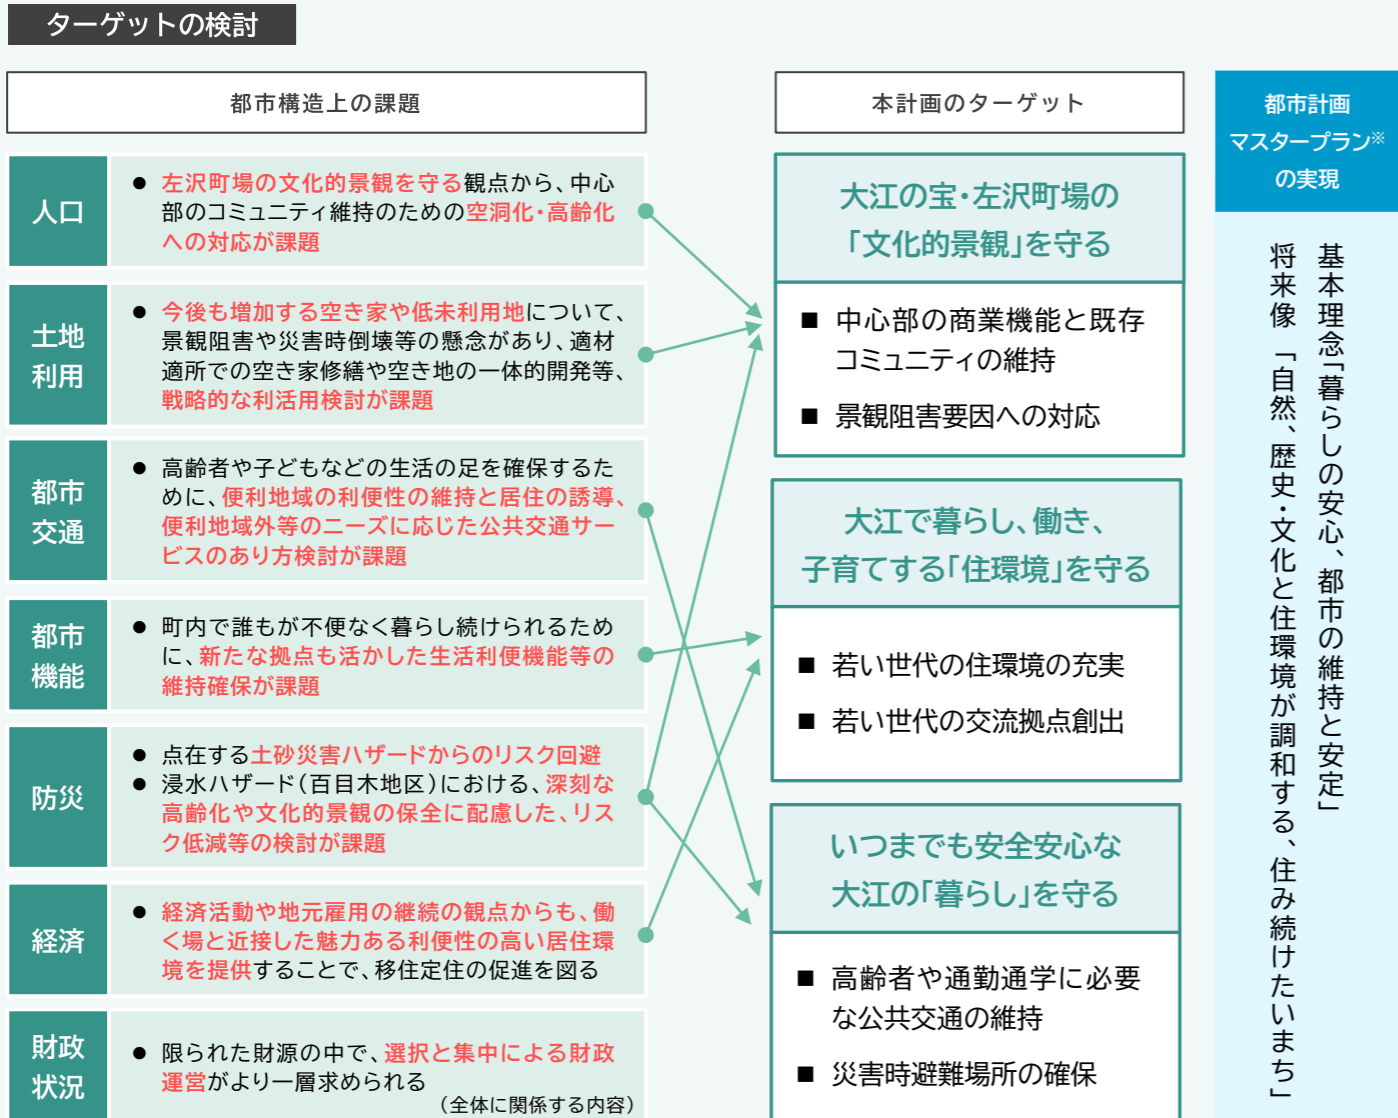 ターゲットの検討
都市構造上の課題
人口
● 左沢町場の文化的景観を守る観点から、中心
部のコミュニティ維持のための空洞化・高齢化
への対応が課題
土地
利用
● 今後も増加する空き家や低未利用地について、
景観阻害や災害時倒壊等の懸念があり、適材
適所での空き家修繕や空き地の一体的開発等、
戦略的な利活用検討が課題
都市
交通
● 高齢者や子どもなどの生活の足を確保するた
めに、便利地域の利便性の維持と居住の誘導、
便利地域外等のニーズに応じた公共交通サー
ビスのあり方検討が課題
都市
機能
● 町内で誰もが不便なく暮らし続けられるため
に、新たな拠点も活かした生活利便機能等の
維持確保が課題
防災
● 点在する土砂災害ハザードからのリスク回避
● 浸水ハザード(百目木地区)における、深刻な
高齢化や文化的景観の保全に配慮した、リス
ク低減等の検討が課題
経済
● 経済活動や地元雇用の継続の観点からも、働
く場と近接した魅力ある利便性の高い居住環
境を提供することで、移住定住の促進を図る
財政
状況
● 限られた財源の中で、選択と集中による財政
運営がより一層求められる
(全体に関係する内容)
本計画のターゲット
大江の宝・左沢町場の
「文化的景観」を守る
■ 中心部の商業機能と既存
コミュニティの維持
■ 景観阻害要因への対応
大江で暮らし、働き、
子育てする「住環境」を守る
■ 若い世代の住環境の充実
■ 若い世代の交流拠点創出
いつまでも安全安心な
大江の「暮らし」を守る
■ 高齢者や通勤通学に必要
な公共交通の維持
■ 災害時避難場所の確保
都市計画
マスタープラン※
の実現
基本理念「暮らしの安心、都市の維持と安定」
将来像 「自然、歴史・文化と住環境が調和する、住み続けたいまち」